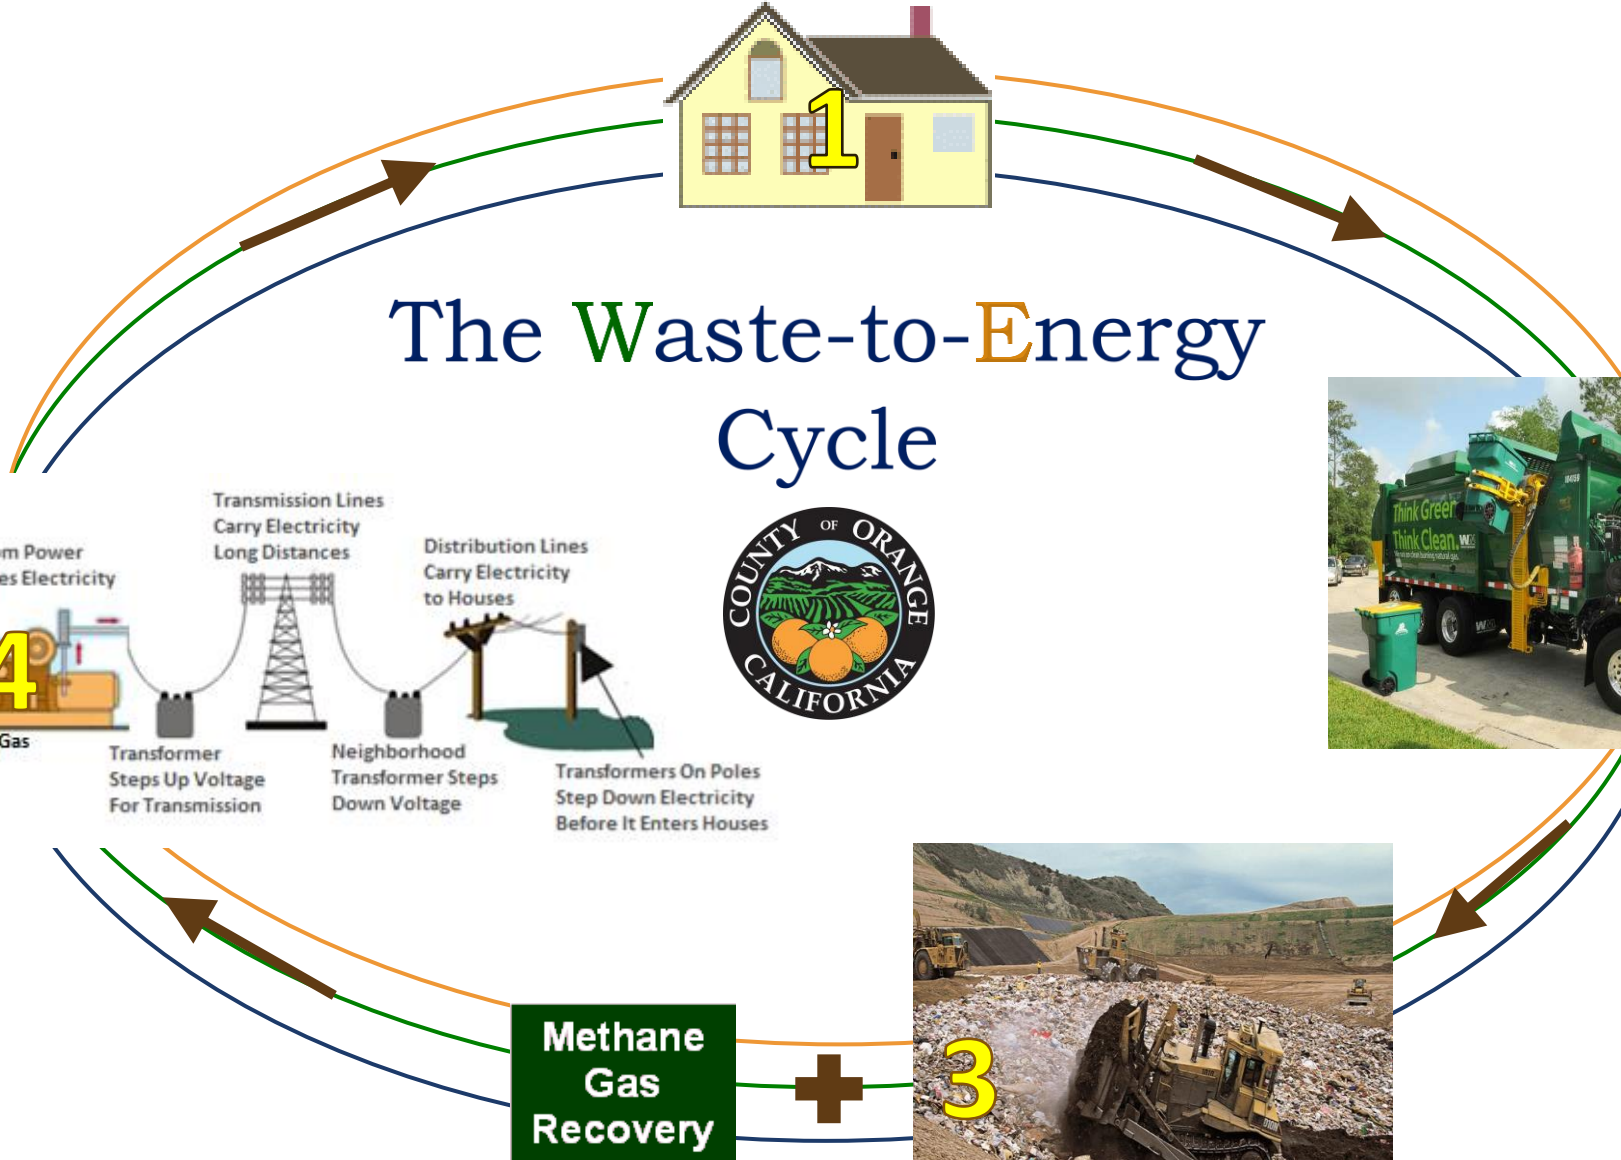 1
The Waste-to-Energy
Cycle
COUNTY OF ORANGE
CALIFORNIA
Transmission Lines
Carry Electricity
Long Distances
Power
Electricity
Distribution Lines
Carry Electricity
to Houses
4
Gas
Transformer
Steps Up Voltage
For Transmission
Neighborhood
Transformer Steps
Down Voltage
Transformers On Poles
Step Down Electricity
Before It Enters Houses
Think Green
Think Clean.
W
3
Methane
Gas
Recovery